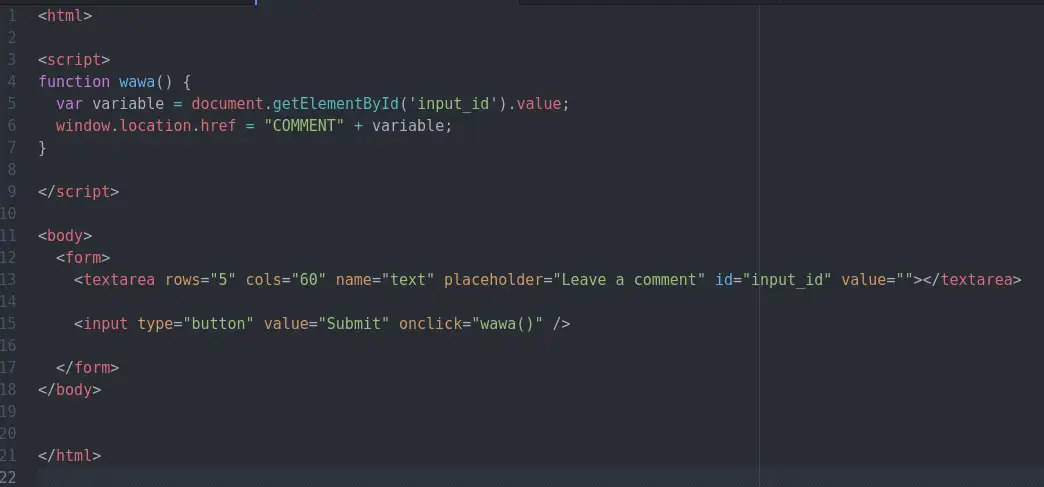 1 <html>
2
3 <script>
4 function wawa() {
5   var variable = document.getElementById('input_id').value;
6   window.location.href = "COMMENT" + variable;
7 }
8
9 </script>
10
11 <body>
12   <form>
13     <textarea rows="5" cols="60" name="text" placeholder="Leave a comment" id="input_id" value=""></textarea>
14
15     <input type="button" value="Submit" onclick="wawa()" />
16
17   </form>
18 </body>
19
20
21 </html>
22